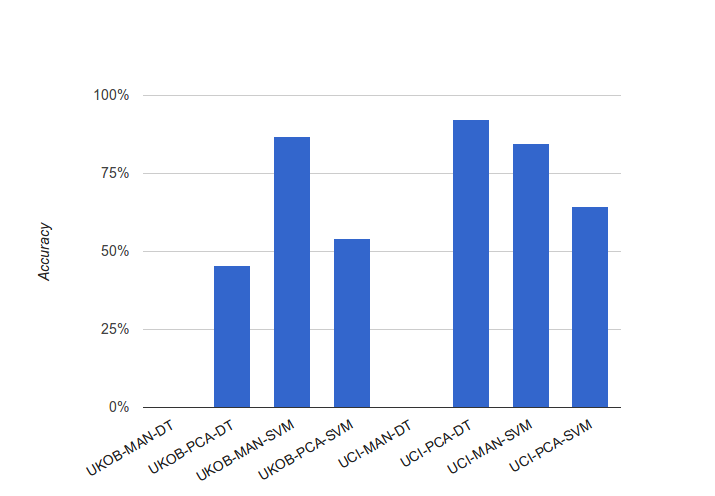 100%
75%
50%
25%
0%
Accuracy
UKOB-MAN-DT
UKOB-PCA-DT
UKOB-MAN-SVM
UKOB-PCA-SVM
UCI-MAN-DT
UCI-PCA-DT
UCI-MAN-SVM
UCI-PCA-SVM